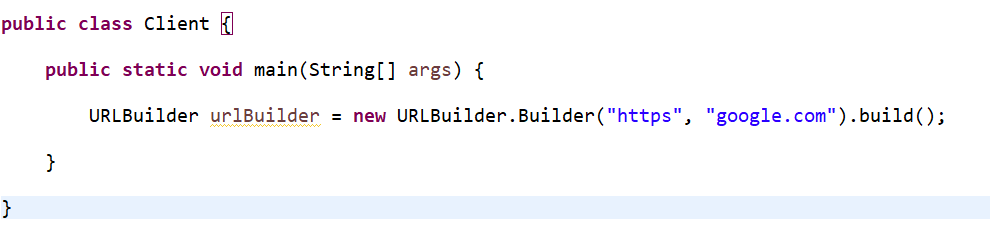 public class Client {
public static void main(String[] args) {
URLBuilder urlBuilder = new URLBuilder.Builder("https", "google.com").build();
}
}